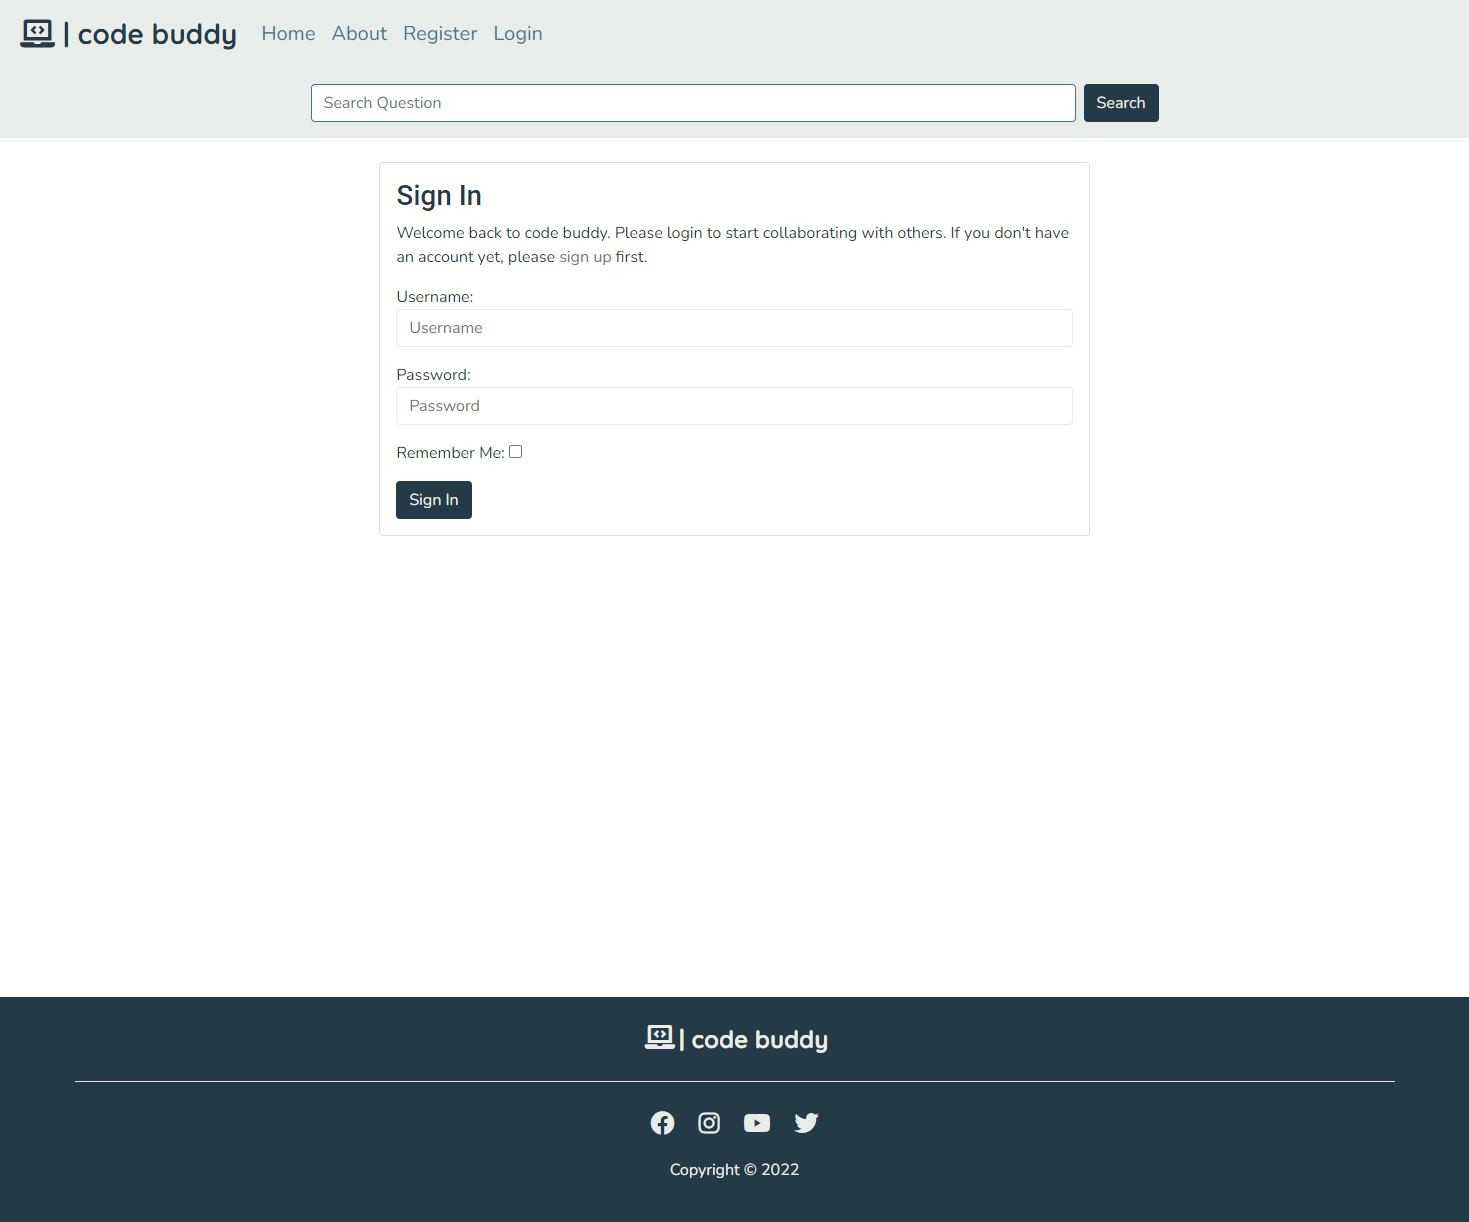 | code buddy Home About Register Login
Search Question Search
Sign In
Welcome back to code buddy. Please login to start collaborating with others. If you don't have
an account yet, please sign up first.
Username:
Username
Password:
Password
Remember Me:
Sign In
| code buddy
Copyright © 2022